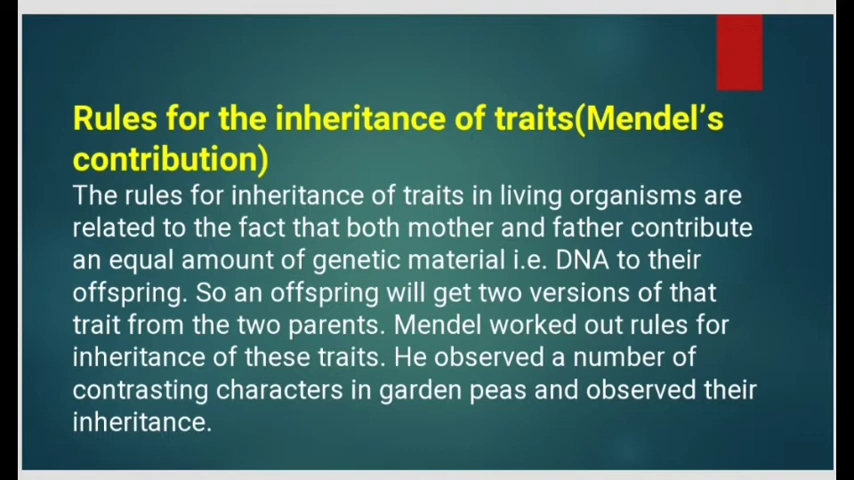 Rules for the inheritance of traits(Mendel's
contribution)
The rules for inheritance of traits in living organisms are
related to the fact that both mother and father contribute
an equal amount of genetic material i.e. DNA to their
offspring. So an offspring will get two versions of that
trait from the two parents. Mendel worked out rules for
inheritance of these traits. He observed a number of
contrasting characters in garden peas and observed their
inheritance.